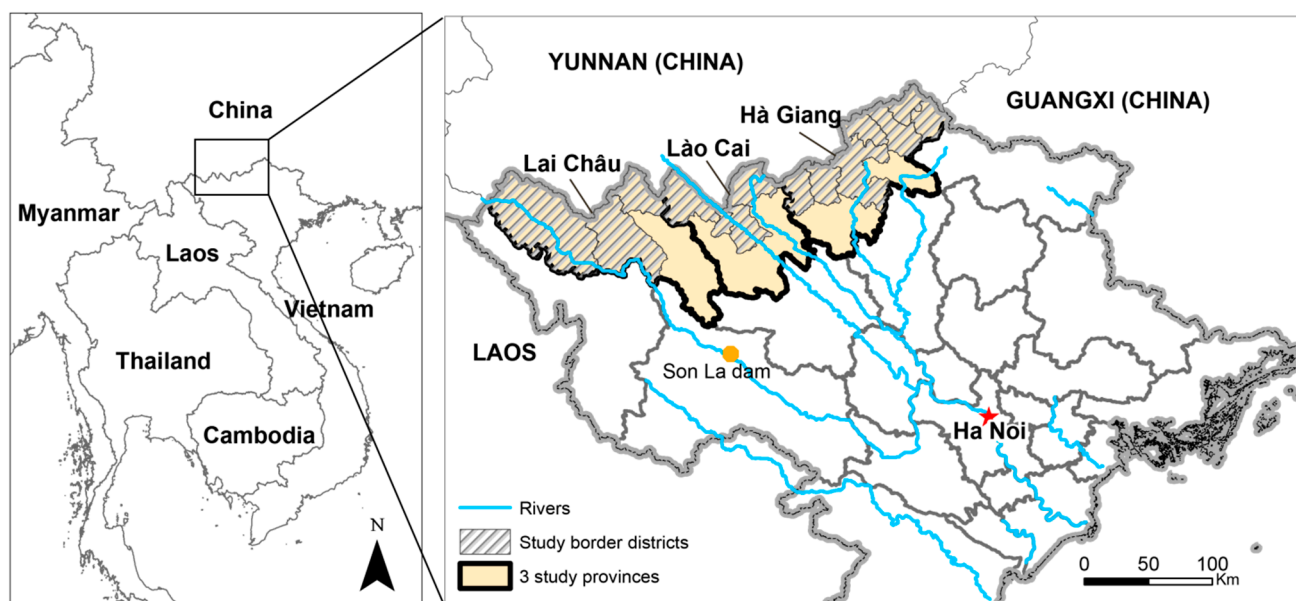 China
Myanmar
Laos
Vietnam
Thailand
Cambodia
N
YUNNAN (CHINA)
GUANGXI (CHINA)
Hà Giang
Lào Cai
Lai Châu
LAOS
Son La dam
Ha Nôi
Rivers
Study border districts
3 study provinces
0 50 100
Km